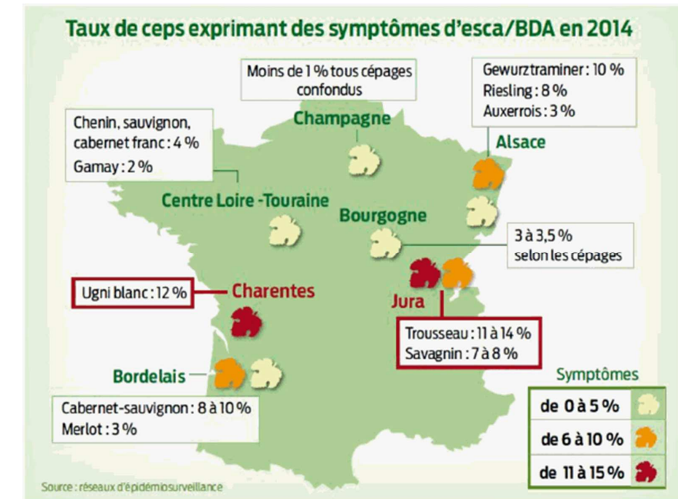 Taux de ceps exprimant des symptômes d'esca/BDA en 2014
Moins de 1 % tous cépages
confondus
Champagne
Gewurztraminer : 10 %
Riesling : 8 %
Auxerrois : 3 %
Alsace
Chenin, sauvignon,
cabernet franc : 4 %
Gamay : 2 %
Centre Loire -Touraine
Bourgogne
3 à 3,5 %
selon les cépages
Ugni blanc : 12 %
Charentes
Jura
Trousseau : 11 à 14 %
Savagnin : 7 à 8 %
Bordelais
Cabernet-sauvignon : 8 à 10 %
Merlot : 3 %
Symptômes
de 0 à 5 %
de 6 à 10 %
de 11 à 15 %
Source : réseaux d'épidémiosurveillance